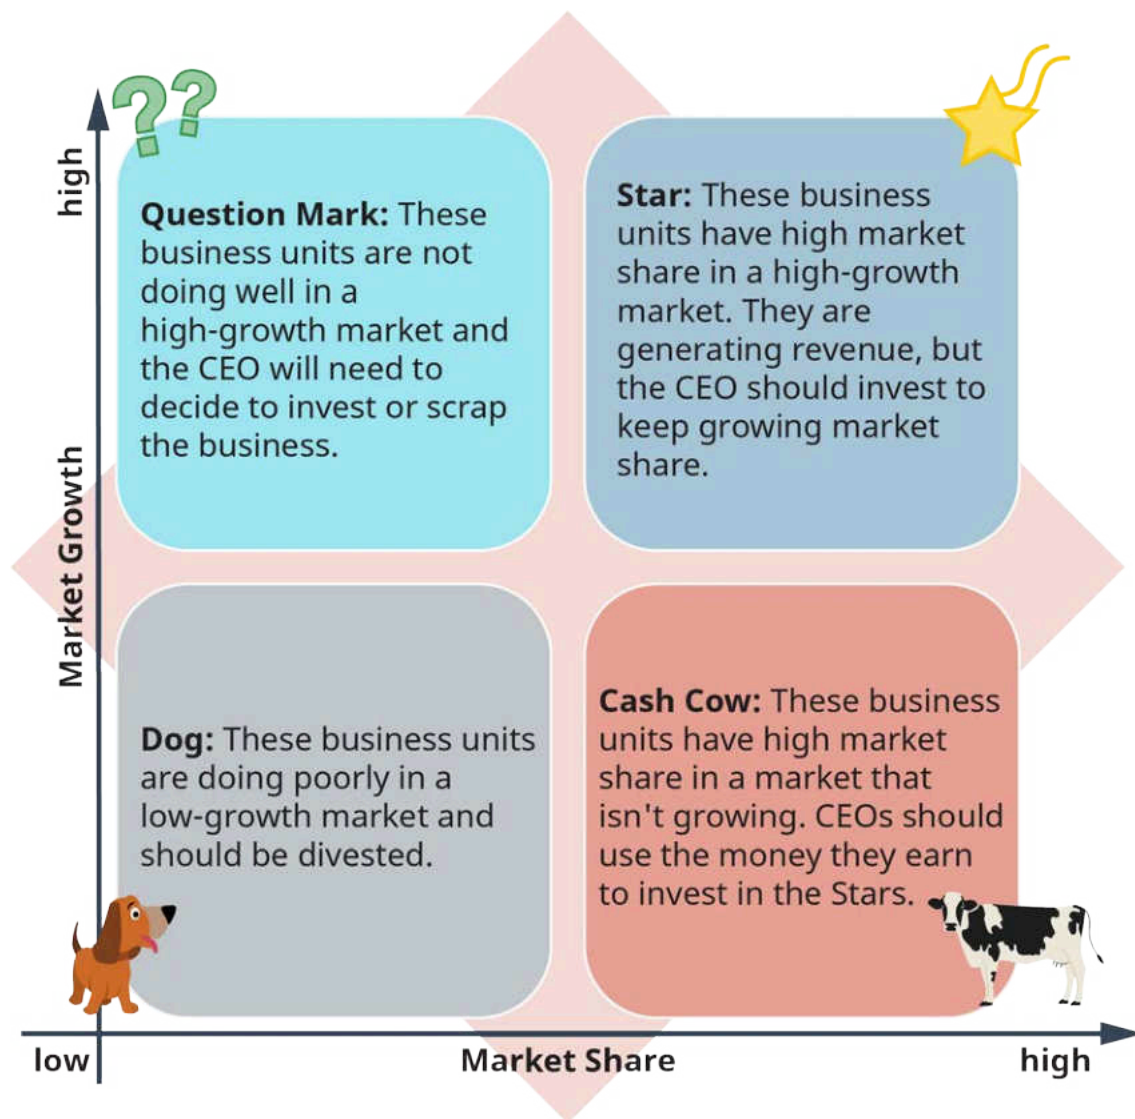 ??
high
Market Growth
Question Mark: These
business units are not
doing well in a
high-growth market and
the CEO will need to
decide to invest or scrap
the business.
Star: These business
units have high market
share in a high-growth
market. They are
generating revenue, but
the CEO should invest to
keep growing market
share.
Dog: These business units
are doing poorly in a
low-growth market and
should be divested.
Cash Cow: These business
units have high market
share in a market that
isn't growing. CEOs should
use the money they earn
to invest in the Stars.
low
Market Share
high